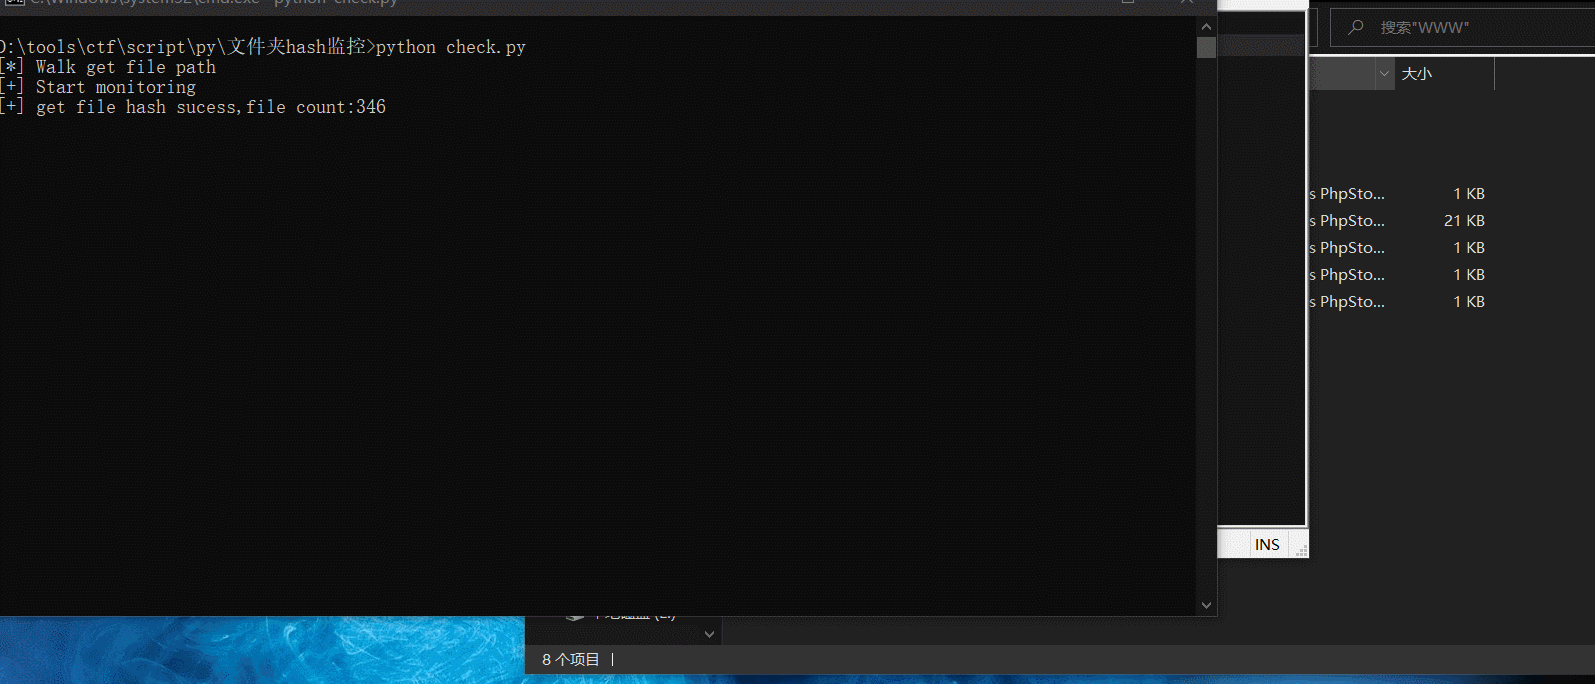 C:\Windows\system32\cmd.exe - python check.py
D:\tools\ctf\script\py\文件夹hash监控>python check.py
[*] Walk get file path
[+] Start monitoring
[+] get file hash sucess,file count:346
搜索"WWW"
大小
s PhpSto... 1 KB
s PhpSto... 21 KB
s PhpSto... 1 KB
s PhpSto... 1 KB
s PhpSto... 1 KB
INS
8 个项目